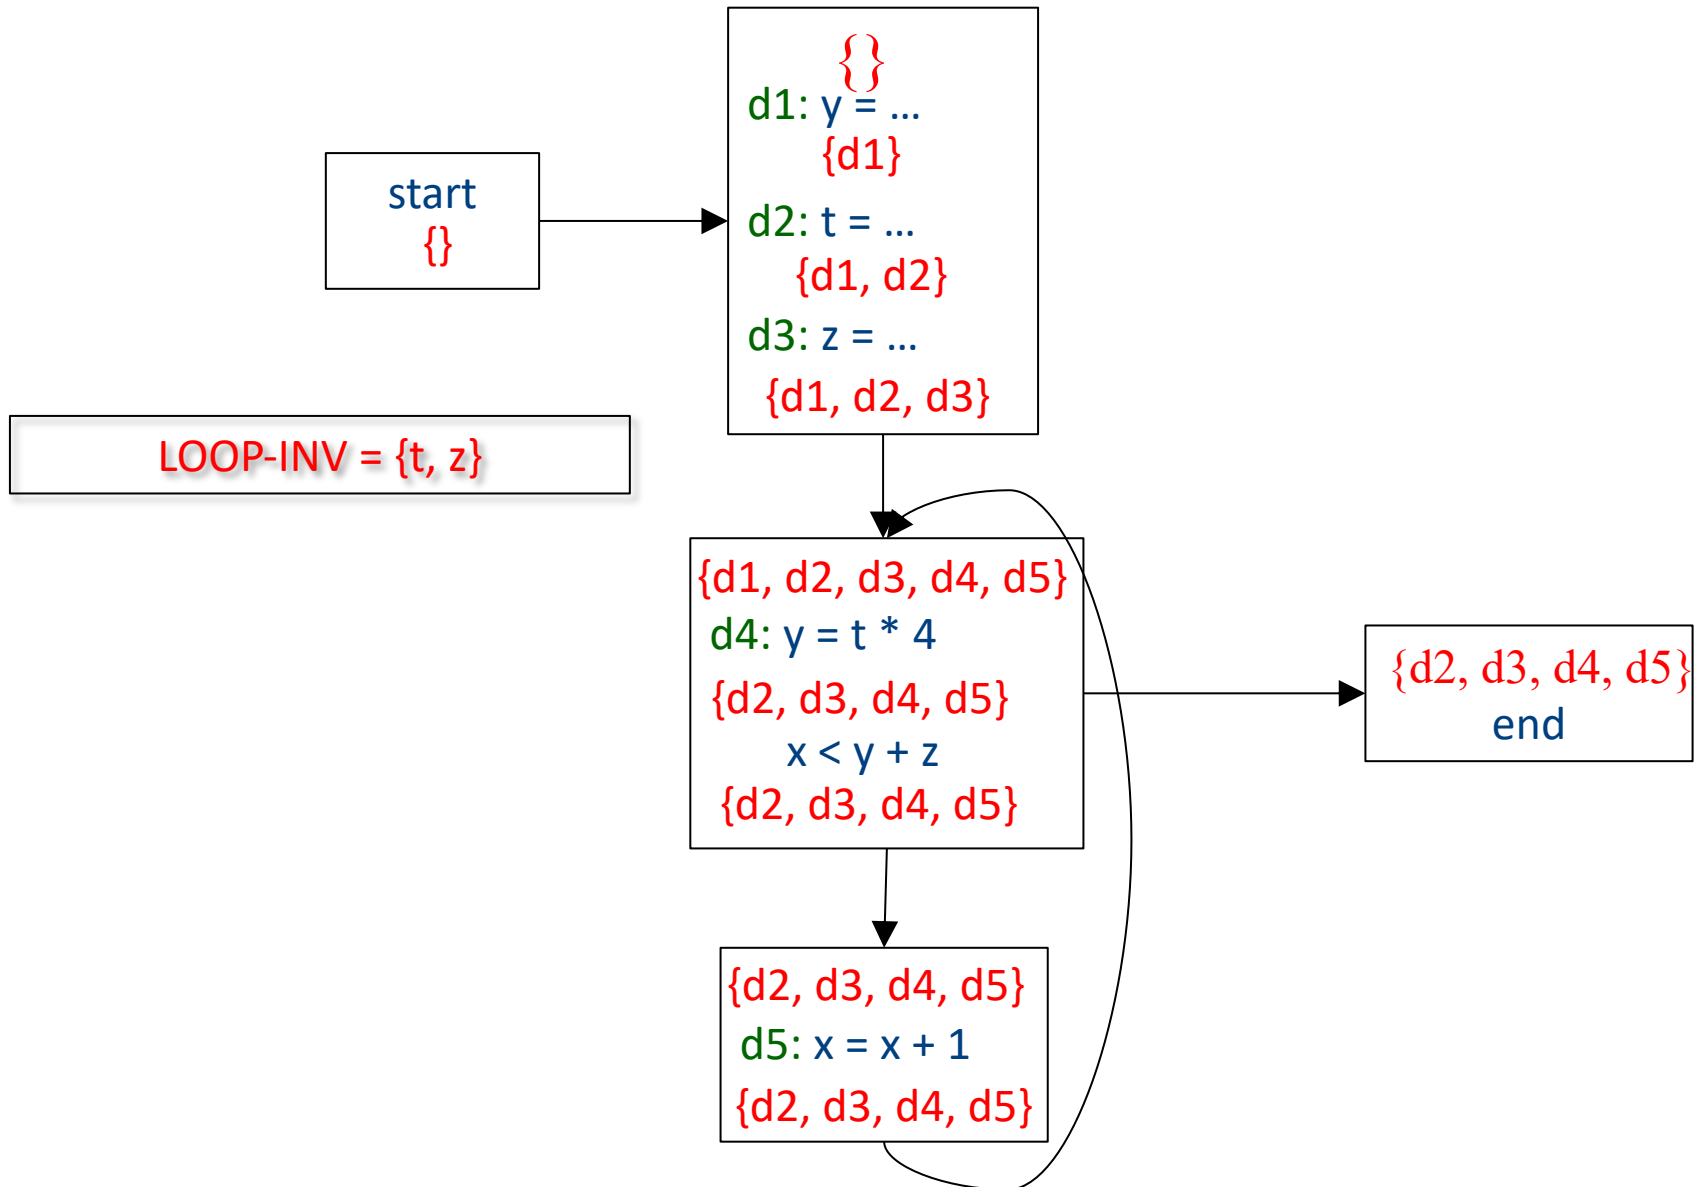 {}
d1: y = ...
{d1}
start
{}
d2: t = ...
{d1, d2}
d3: z = ...
{d1, d2, d3}
LOOP-INV = {t, z}
{d1, d2, d3, d4, d5}
d4: y = t * 4
{d2, d3, d4, d5}
x < y + z
{d2, d3, d4, d5}
{d2, d3, d4, d5}
end
{d2, d3, d4, d5}
d5: x = x + 1
{d2, d3, d4, d5}